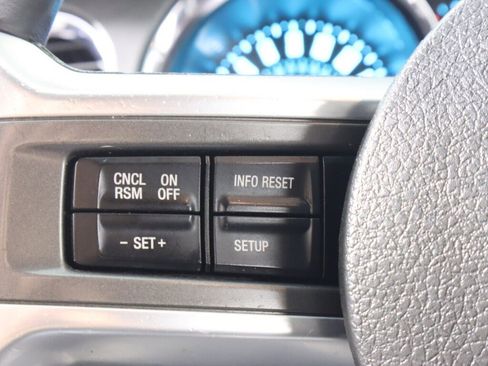 CNCL ON
RSM OFF
- SET +
INFO RESET
SETUP